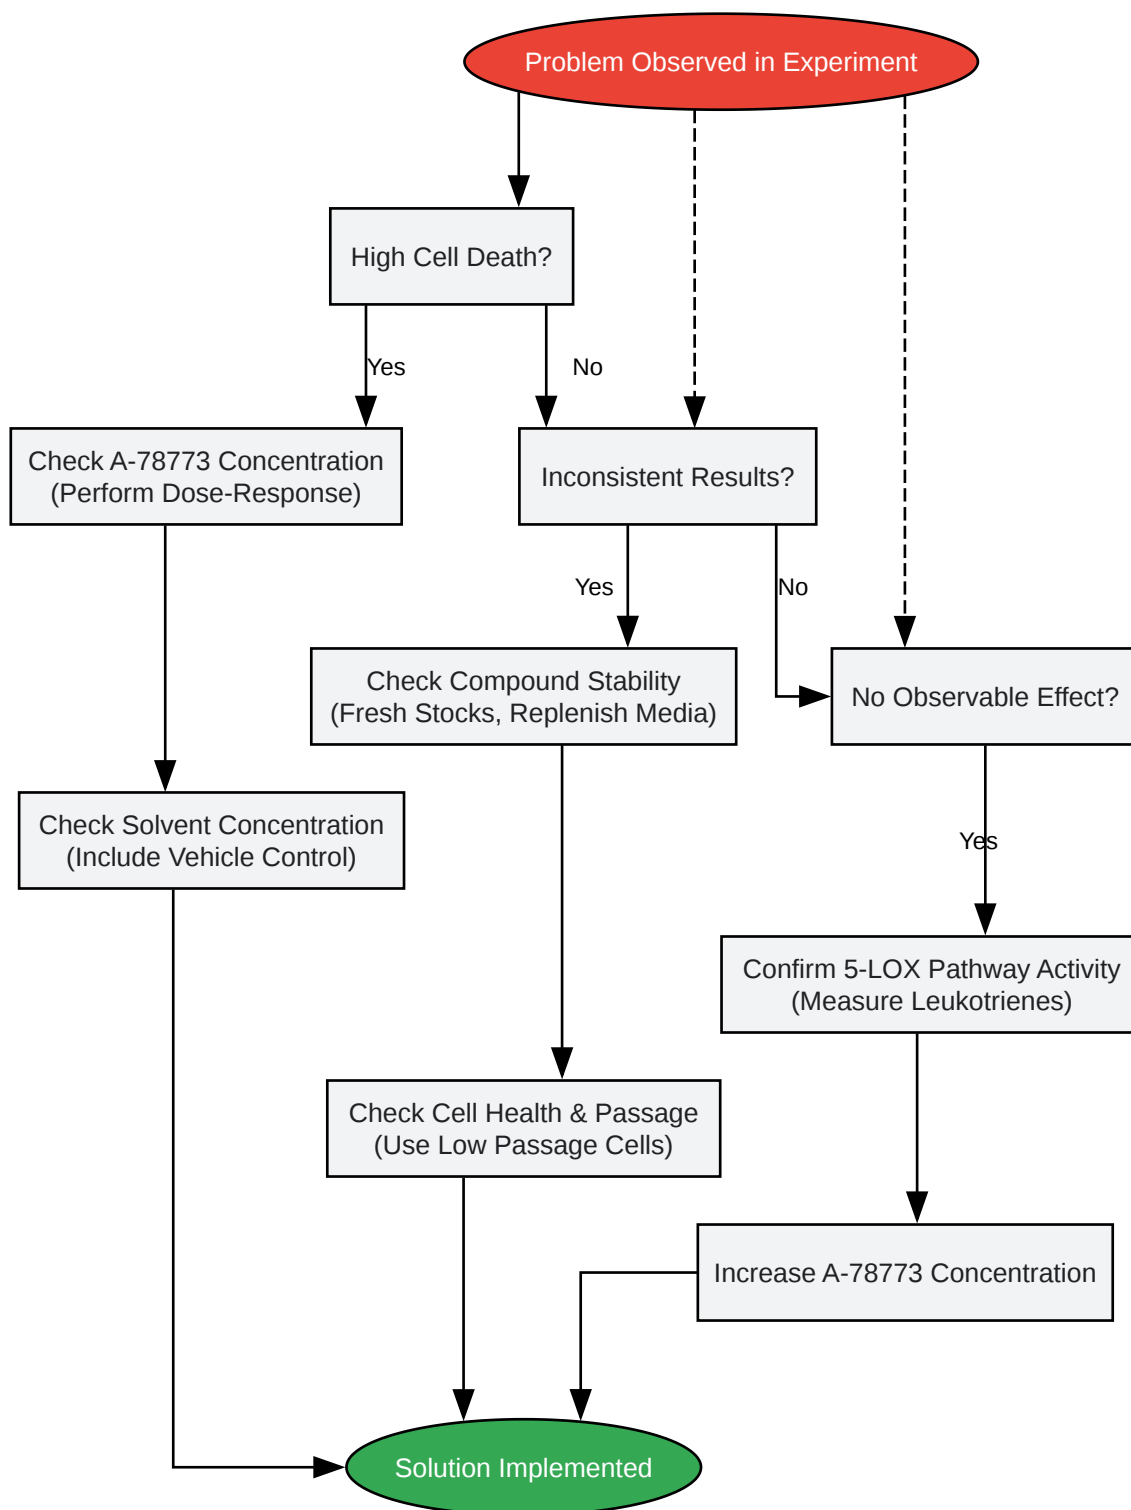 Problem Observed in Experiment
High Cell Death?
Yes
No
Check A-78773 Concentration
(Perform Dose-Response)
Inconsistent Results?
Yes
No
Check Compound Stability
(Fresh Stocks, Replenish Media)
No Observable Effect?
Check Solvent Concentration
(Include Vehicle Control)
Yes
Confirm 5-LOX Pathway Activity
(Measure Leukotrienes)
Check Cell Health & Passage
(Use Low Passage Cells)
Increase A-78773 Concentration
Solution Implemented